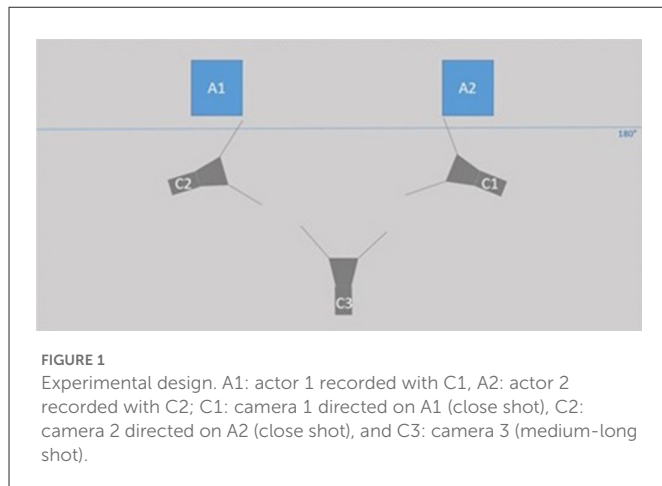 A1
A2
180°
C2
C1
C3
FIGURE 1
Experimental design. A1: actor 1 recorded with C1, A2: actor 2
recorded with C2; C1: camera 1 directed on A1 (close shot), C2:
camera 2 directed on A2 (close shot), and C3: camera 3 (medium-long
shot).